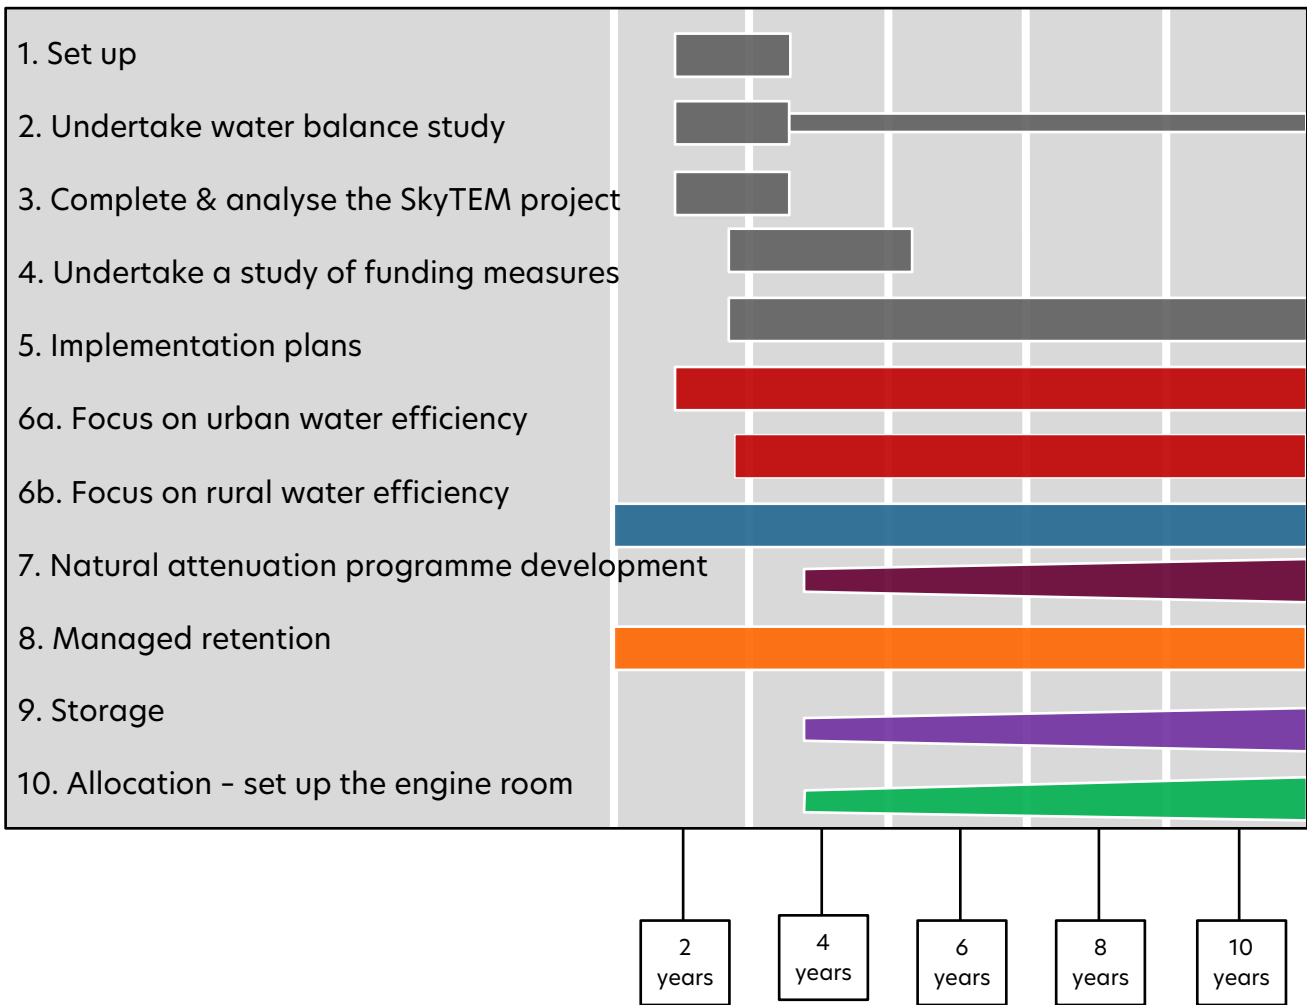 1. Set up
2. Undertake water balance study
3. Complete & analyse the SkyTEM project
4. Undertake a study of funding measures
5. Implementation plans
6a. Focus on urban water efficiency
6b. Focus on rural water efficiency
7. Natural attenuation programme development
8. Managed retention
9. Storage
10. Allocation – set up the engine room
2
years
4
years
6
years
8
years
10
years